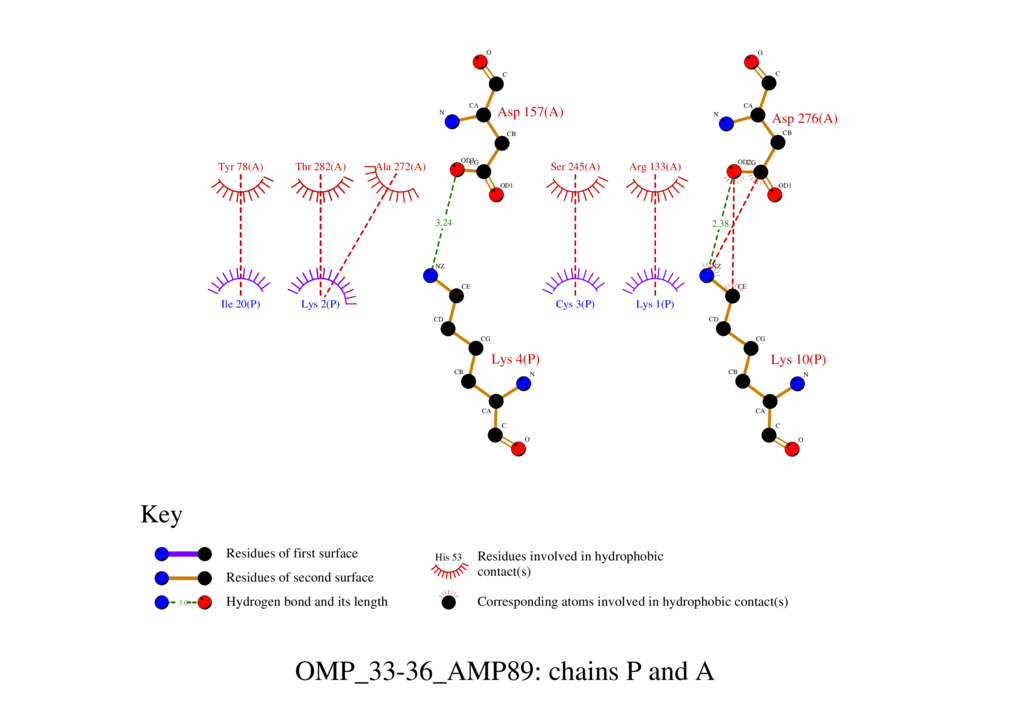 O
C
CA
N
Asp 157(A)
CB
CG
OD1
O
C
CA
N
Asp 276(A)
CB
OD2
CG
OD1
Tyr 78(A)
Thr 282(A)
Ala 272(A)
Ser 245(A)
Arg 133(A)
3.24
2.38
NZ
CE
CD
CG
CB
Lys 4(P)
N
CA
C
O
NZ
CE
CD
CG
CB
Lys 10(P)
N
CA
C
O
Ile 20(P)
Lys 2(P)
Cys 3(P)
Lys 1(P)
Key
Residues of first surface
Residues of second surface
Hydrogen bond and its length
His 53
Residues involved in hydrophobic
contact(s)
Corresponding atoms involved in hydrophobic contact(s)
OMP_33-36_AMP89: chains P and A